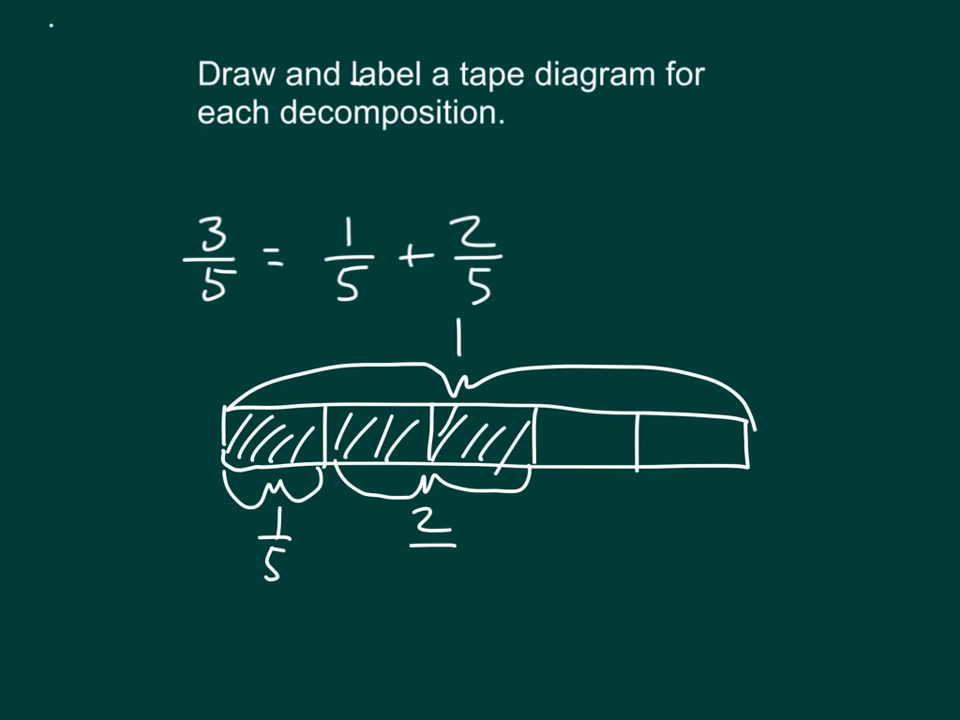 Draw and label a tape diagram for
each decomposition.
3/5 = 1/5 + 2/5
1
1/5 2/